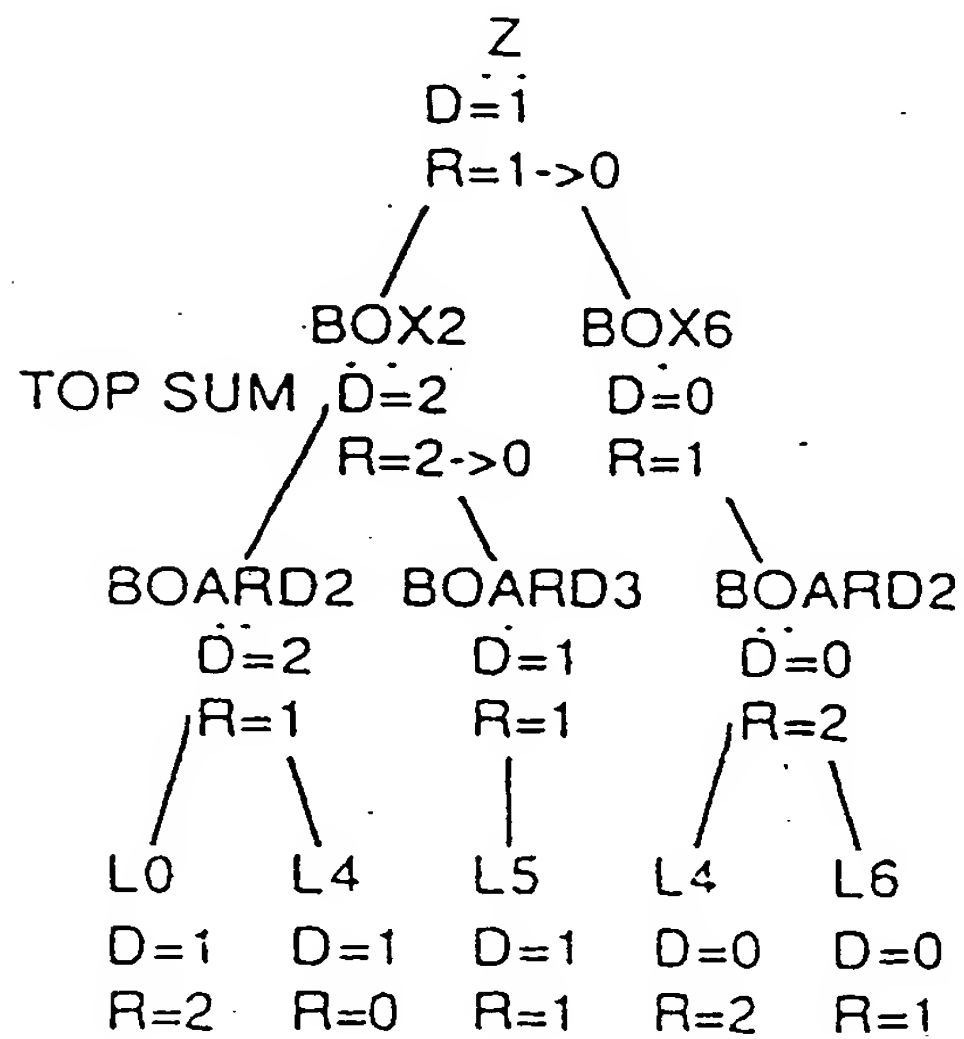 Z
D=1
R=1->0
BOX2 BOX6
TOP SUM D=2 D=0
R=2->0 R=1
BOARD2 BOARD3 BOARD2
D=2 D=1 D=0
R=1 R=1 R=2
L0 L4 L5 L4 L6
D=1 D=1 D=1 D=0 D=0
R=2 R=0 R=1 R=2 R=1